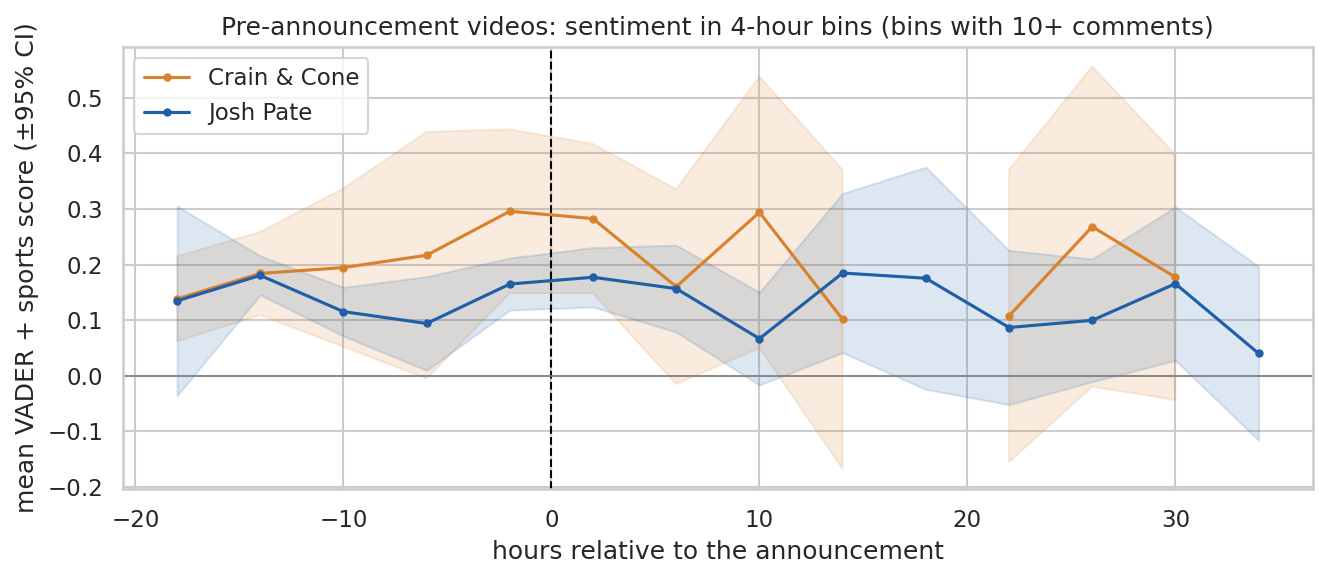 Pre-announcement videos: sentiment in 4-hour bins (bins with 10+ comments)
mean VADER + sports score (±95% CI)
Crain & Cone
Josh Pate
0.5
0.4
0.3
0.2
0.1
0.0
−0.1
−0.2
−20 −10 0 10 20 30
hours relative to the announcement